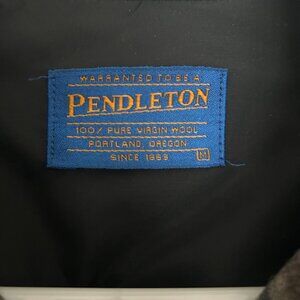 WARRANTED TO BE A
PENDLETON
100% PURE VIRGIN WOOL
PORTLAND, OREGON
SINCE 1863
M